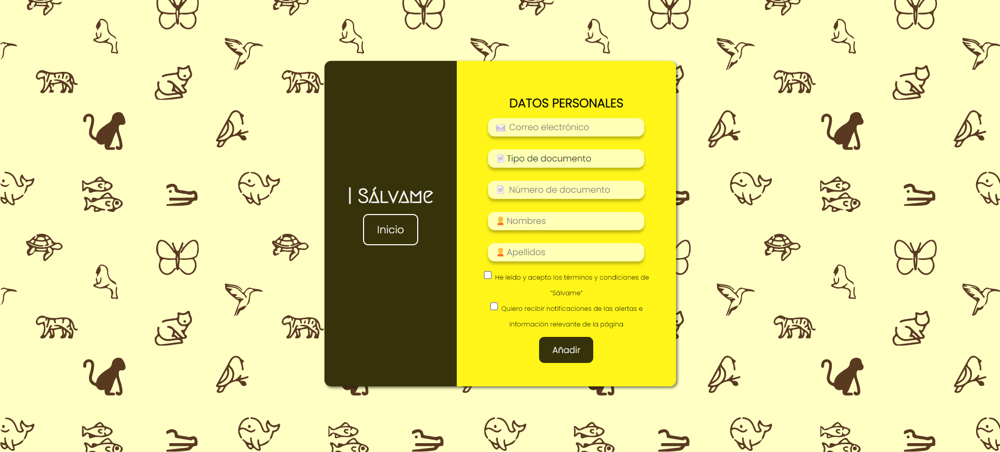 | Sálvame
Inicio
DATOS PERSONALES
Correo electrónico
Tipo de documento
Número de documento
Nombres
Apellidos
He leído y acepto los términos y condiciones de
“Sálvame”
Quiero recibir notificaciones de las alertas e
información relevante de la página
Añadir